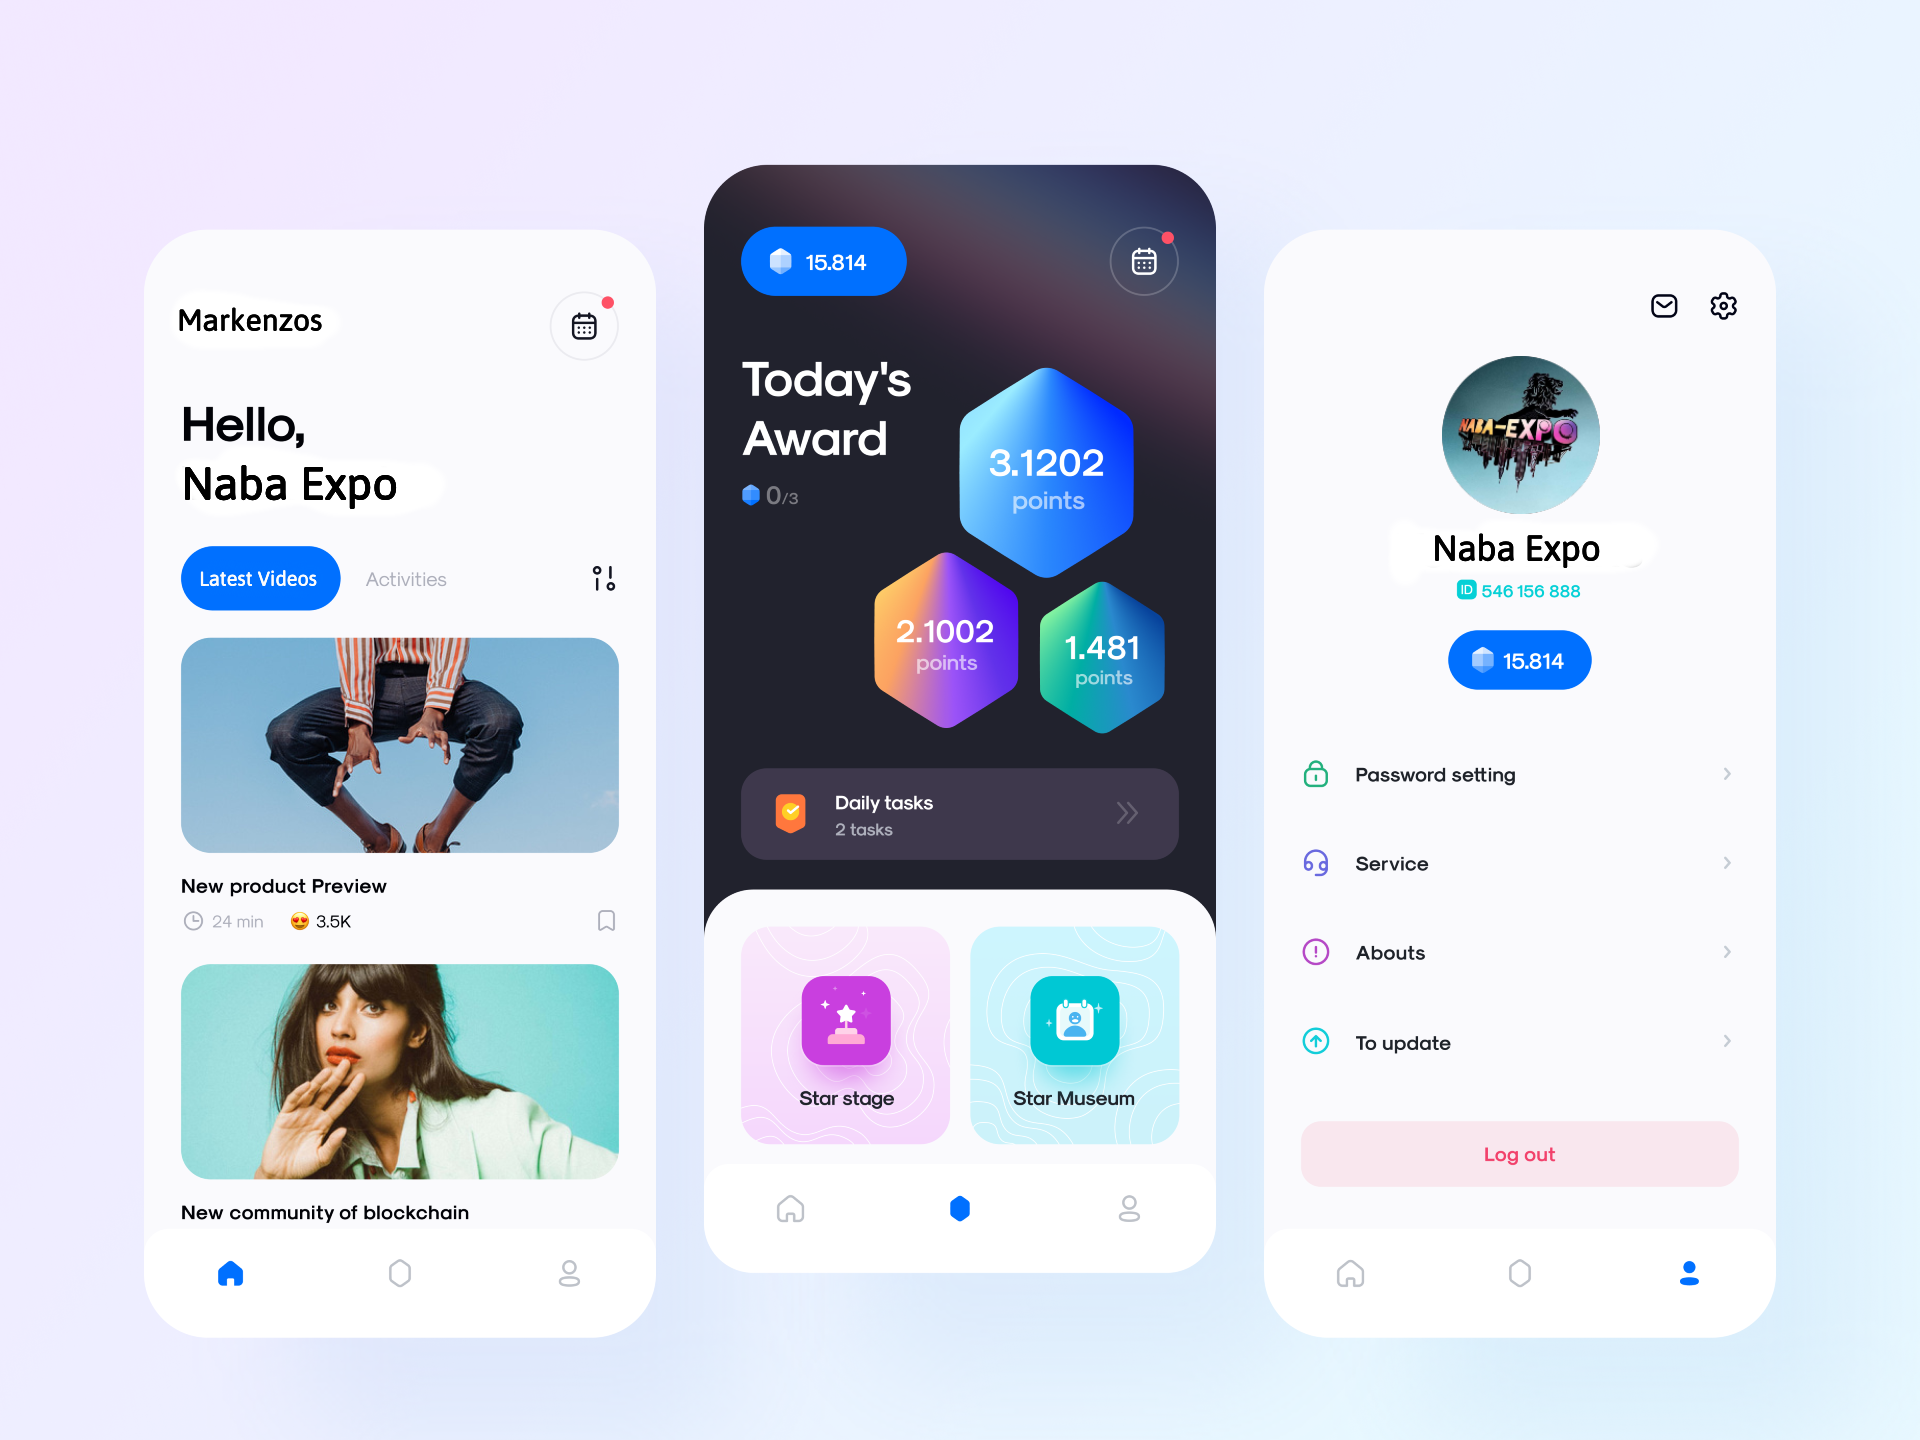 Markenzos
Hello,
Naba Expo
Latest Videos
Activities
New product Preview
24 min
3.5K
New community of blockchain
15.814
Today's
Award
0/3
3.1202
points
2.1002
points
1.481
points
Daily tasks
2 tasks
Star stage
Star Museum
NABA-EXPO
Naba Expo
ID 546 156 888
15.814
Password setting
Service
Abouts
To update
Log out